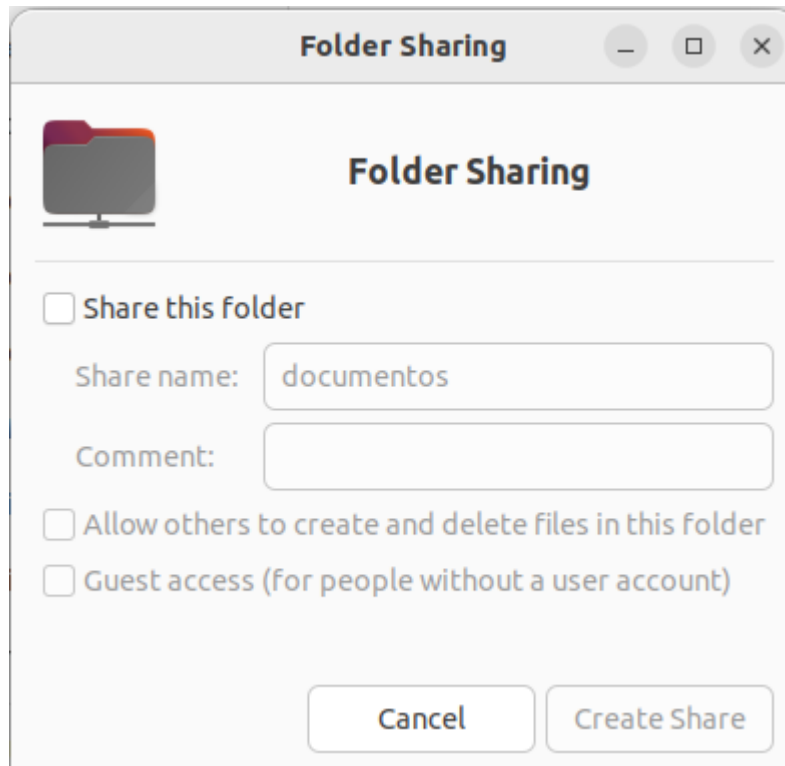 Folder Sharing
Folder Sharing
Share this folder
Share name: documentos
Comment:
Allow others to create and delete files in this folder
Guest access (for people without a user account)
Cancel Create Share